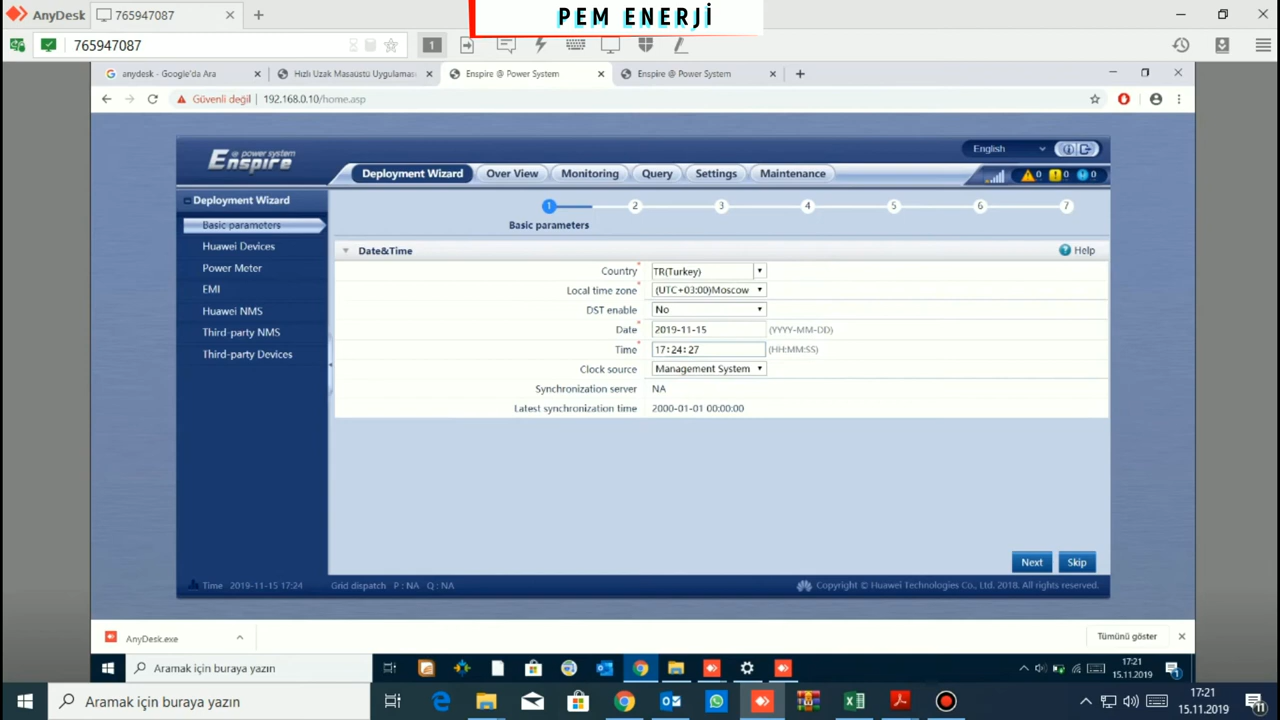 AnyDesk
765947087
PEM ENERJİ
765947087
1
anydesk - Google'da Ara
Hızlı Uzak Masaüstü Uygulaması
Enspire @ Power System
Enspire @ Power System
Güvenli değil
192.168.0.10/home.asp
@ power system
Enspire
English
Deployment Wizard
Over View
Monitoring
Query
Settings
Maintenance
0
0
0
Deployment Wizard
Basic parameters
Huawei Devices
Power Meter
EMI
Huawei NMS
Third-party NMS
Third-party Devices
1
2
3
4
5
6
7
Basic parameters
Date&Time
Help
Country* TR(Turkey)
Local time zone* (UTC+03:00)Moscow
DST enable No
Date* 2019-11-15 (YYYY-MM-DD)
Time* 17:24:27 (HH:MM:SS)
Clock source Management System
Synchronization server NA
Latest synchronization time 2000-01-01 00:00:00
Next
Skip
Time 2019-11-15 17:24
Grid dispatch P : NA Q : NA
Copyright © Huawei Technologies Co., Ltd. 2018. All rights reserved.
AnyDesk.exe
Tümünü göster
Aramak için buraya yazın
17:21
15.11.2019
1
Aramak için buraya yazın
17:21
15.11.2019
11